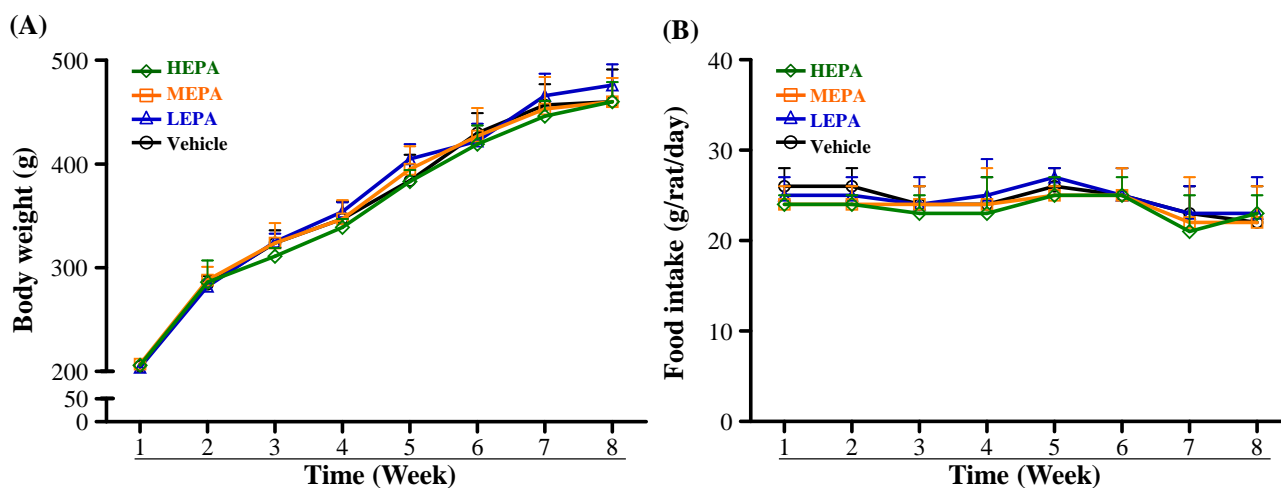 (A)
Body weight (g)
500
400
300
200
50
0
HEPA
MEPA
LEPA
Vehicle
1 2 3 4 5 6 7 8
Time (Week)
(B)
Food intake (g/rat/day)
40
30
20
10
0
HEPA
MEPA
LEPA
Vehicle
1 2 3 4 5 6 7 8
Time (Week)